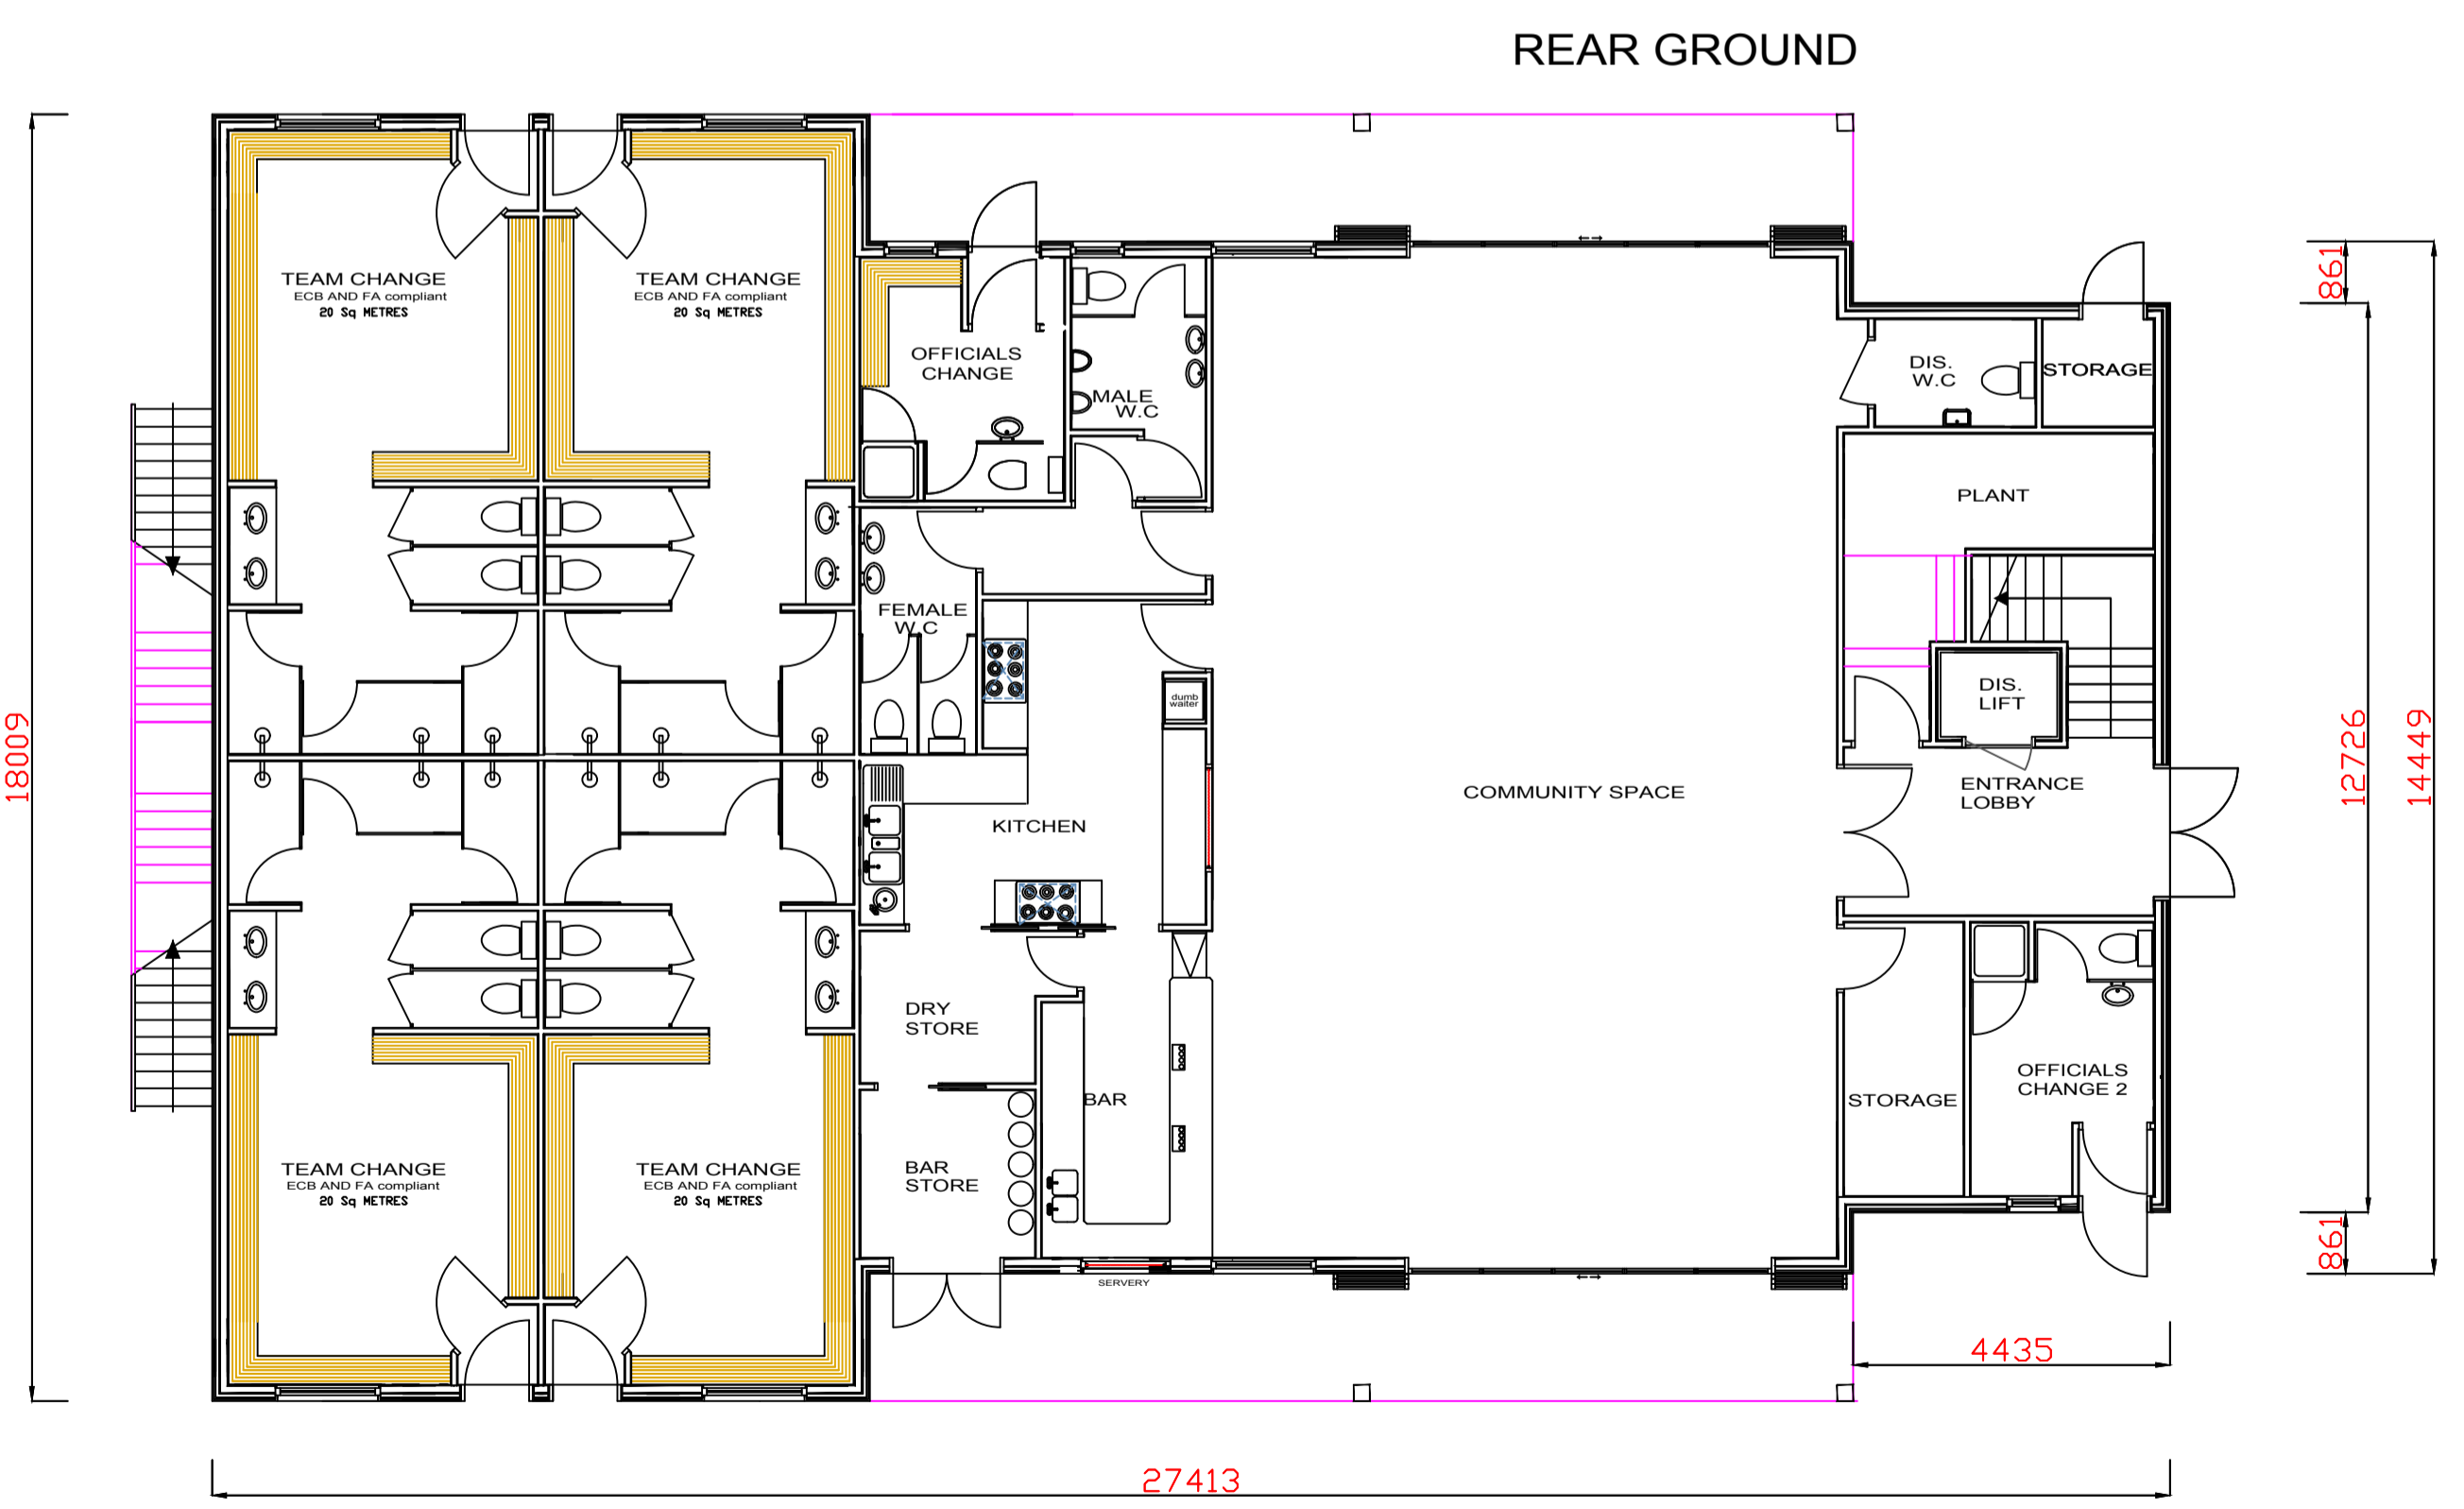 REAR GROUND
TEAM CHANGE
ECB AND FA compliant
20 Sq METRES
TEAM CHANGE
ECB AND FA compliant
20 Sq METRES
861
OFFICIALS
CHANGE
MALE
W.C
DIS.
W.C
STORAGE
PLANT
FEMALE
W.C
dumb
waiter
DIS.
LIFT
18009
12726
14449
COMMUNITY SPACE
ENTRANCE
LOBBY
KITCHEN
DRY
STORE
BAR
OFFICIALS
CHANGE 2
STORAGE
TEAM CHANGE
ECB AND FA compliant
20 Sq METRES
TEAM CHANGE
ECB AND FA compliant
20 Sq METRES
BAR
STORE
861
SERVERY
4435
27413